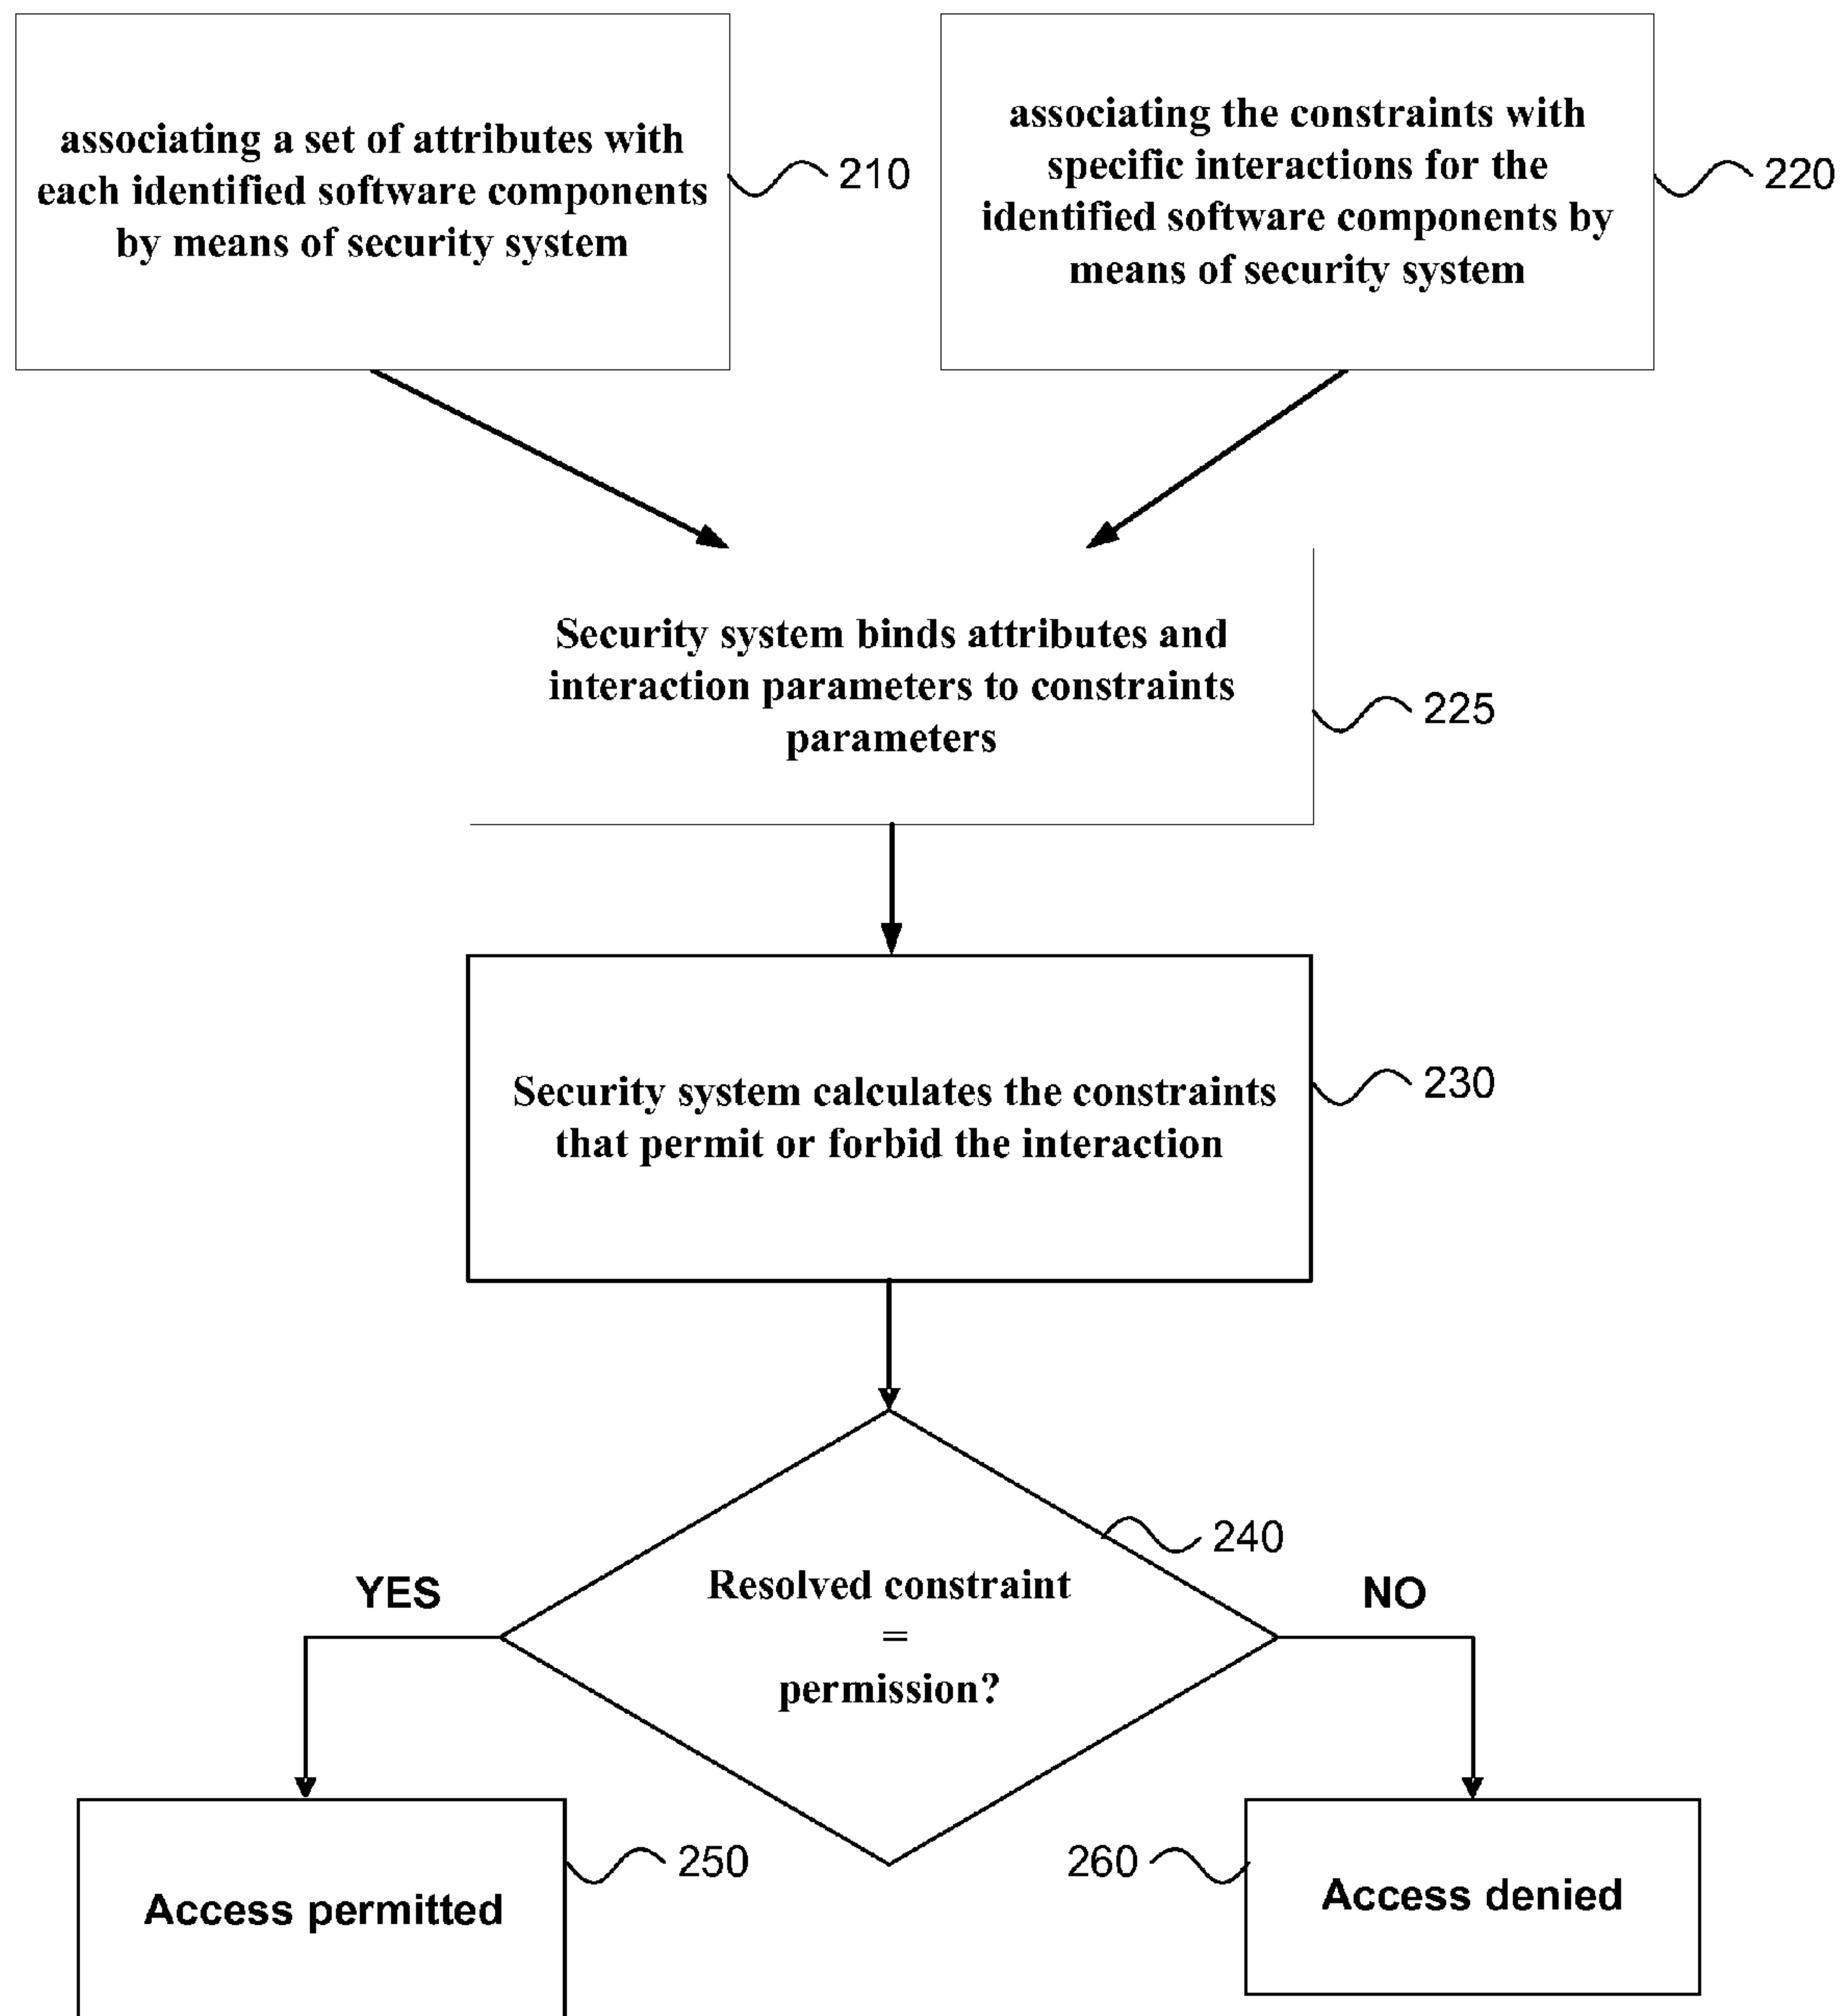 associating a set of attributes with
each identified software components
by means of security system
210
associating the constraints with
specific interactions for the
identified software components by
means of security system
220
Security system binds attributes and
interaction parameters to constraints
parameters
225
Security system calculates the constraints
that permit or forbid the interaction
230
Resolved constraint
=
permission?
240
YES
NO
Access permitted
250
260
Access denied